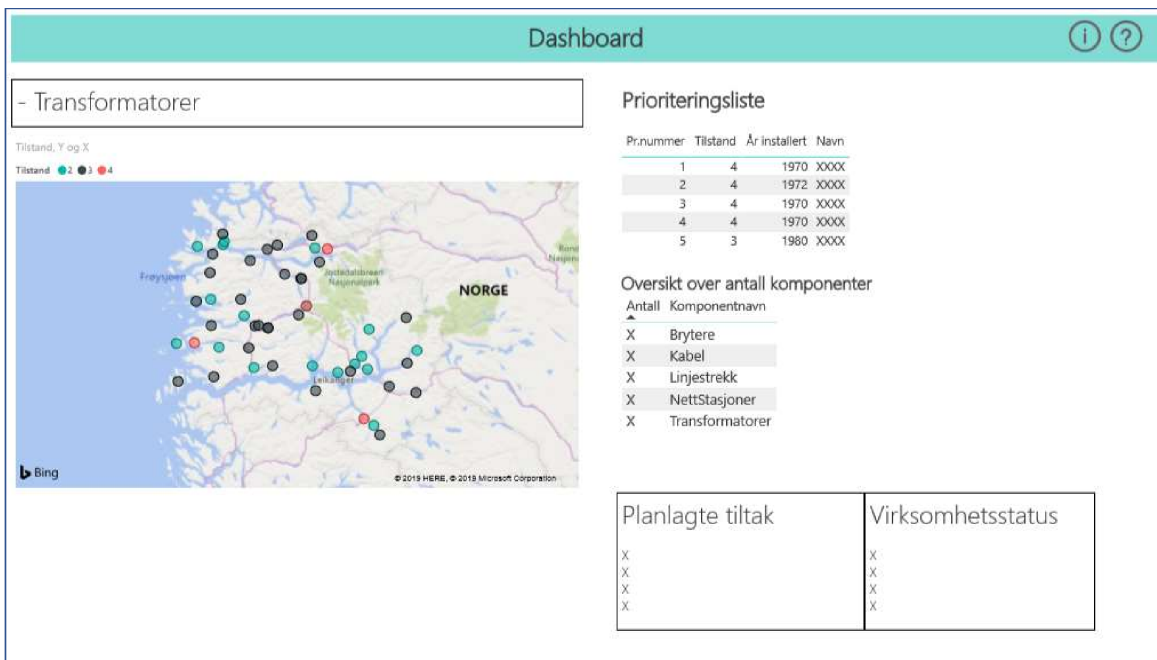 Dashboard
- Transformatorer
Tilstand, Y og X
Tilstand 2 3 4
Frøysjøen
Jostedalsbreen
Nasjonalpark
NORGE
Leikanger
Bing
© 2019 HERE, © 2019 Microsoft Corporation
Prioriteringsliste
Pr.nummer Tilstand År installert Navn
1 4 1970 XXXX
2 4 1972 XXXX
3 4 1970 XXXX
4 4 1970 XXXX
5 3 1980 XXXX
Oversikt over antall komponenter
Antall Komponentnavn
X Brytere
X Kabel
X Linjestrekk
X NettStasjoner
X Transformatorer
Planlagte tiltak
X
X
X
X
Virksomhetsstatus
X
X
X
X